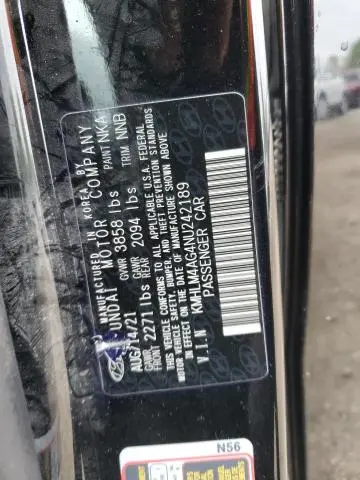 MANUFACTURED IN KOREA BY
HYUNDAI MOTOR COMPANY
AUG/14/21 GVWR 3858 lbs PAINT NKA
GAWR FRONT 2271 lbs GAWR REAR 2094 lbs TRIM NNB
THIS VEHICLE CONFORMS TO ALL APPLICABLE U.S.A. FEDERAL
MOTOR VEHICLE SAFETY, BUMPER, AND THEFT PREVENTION STANDARDS
IN EFFECT ON THE DATE OF MANUFACTURE SHOWN ABOVE.
V.I.N KMHLM4AG4NU242189
PASSENGER CAR
N56